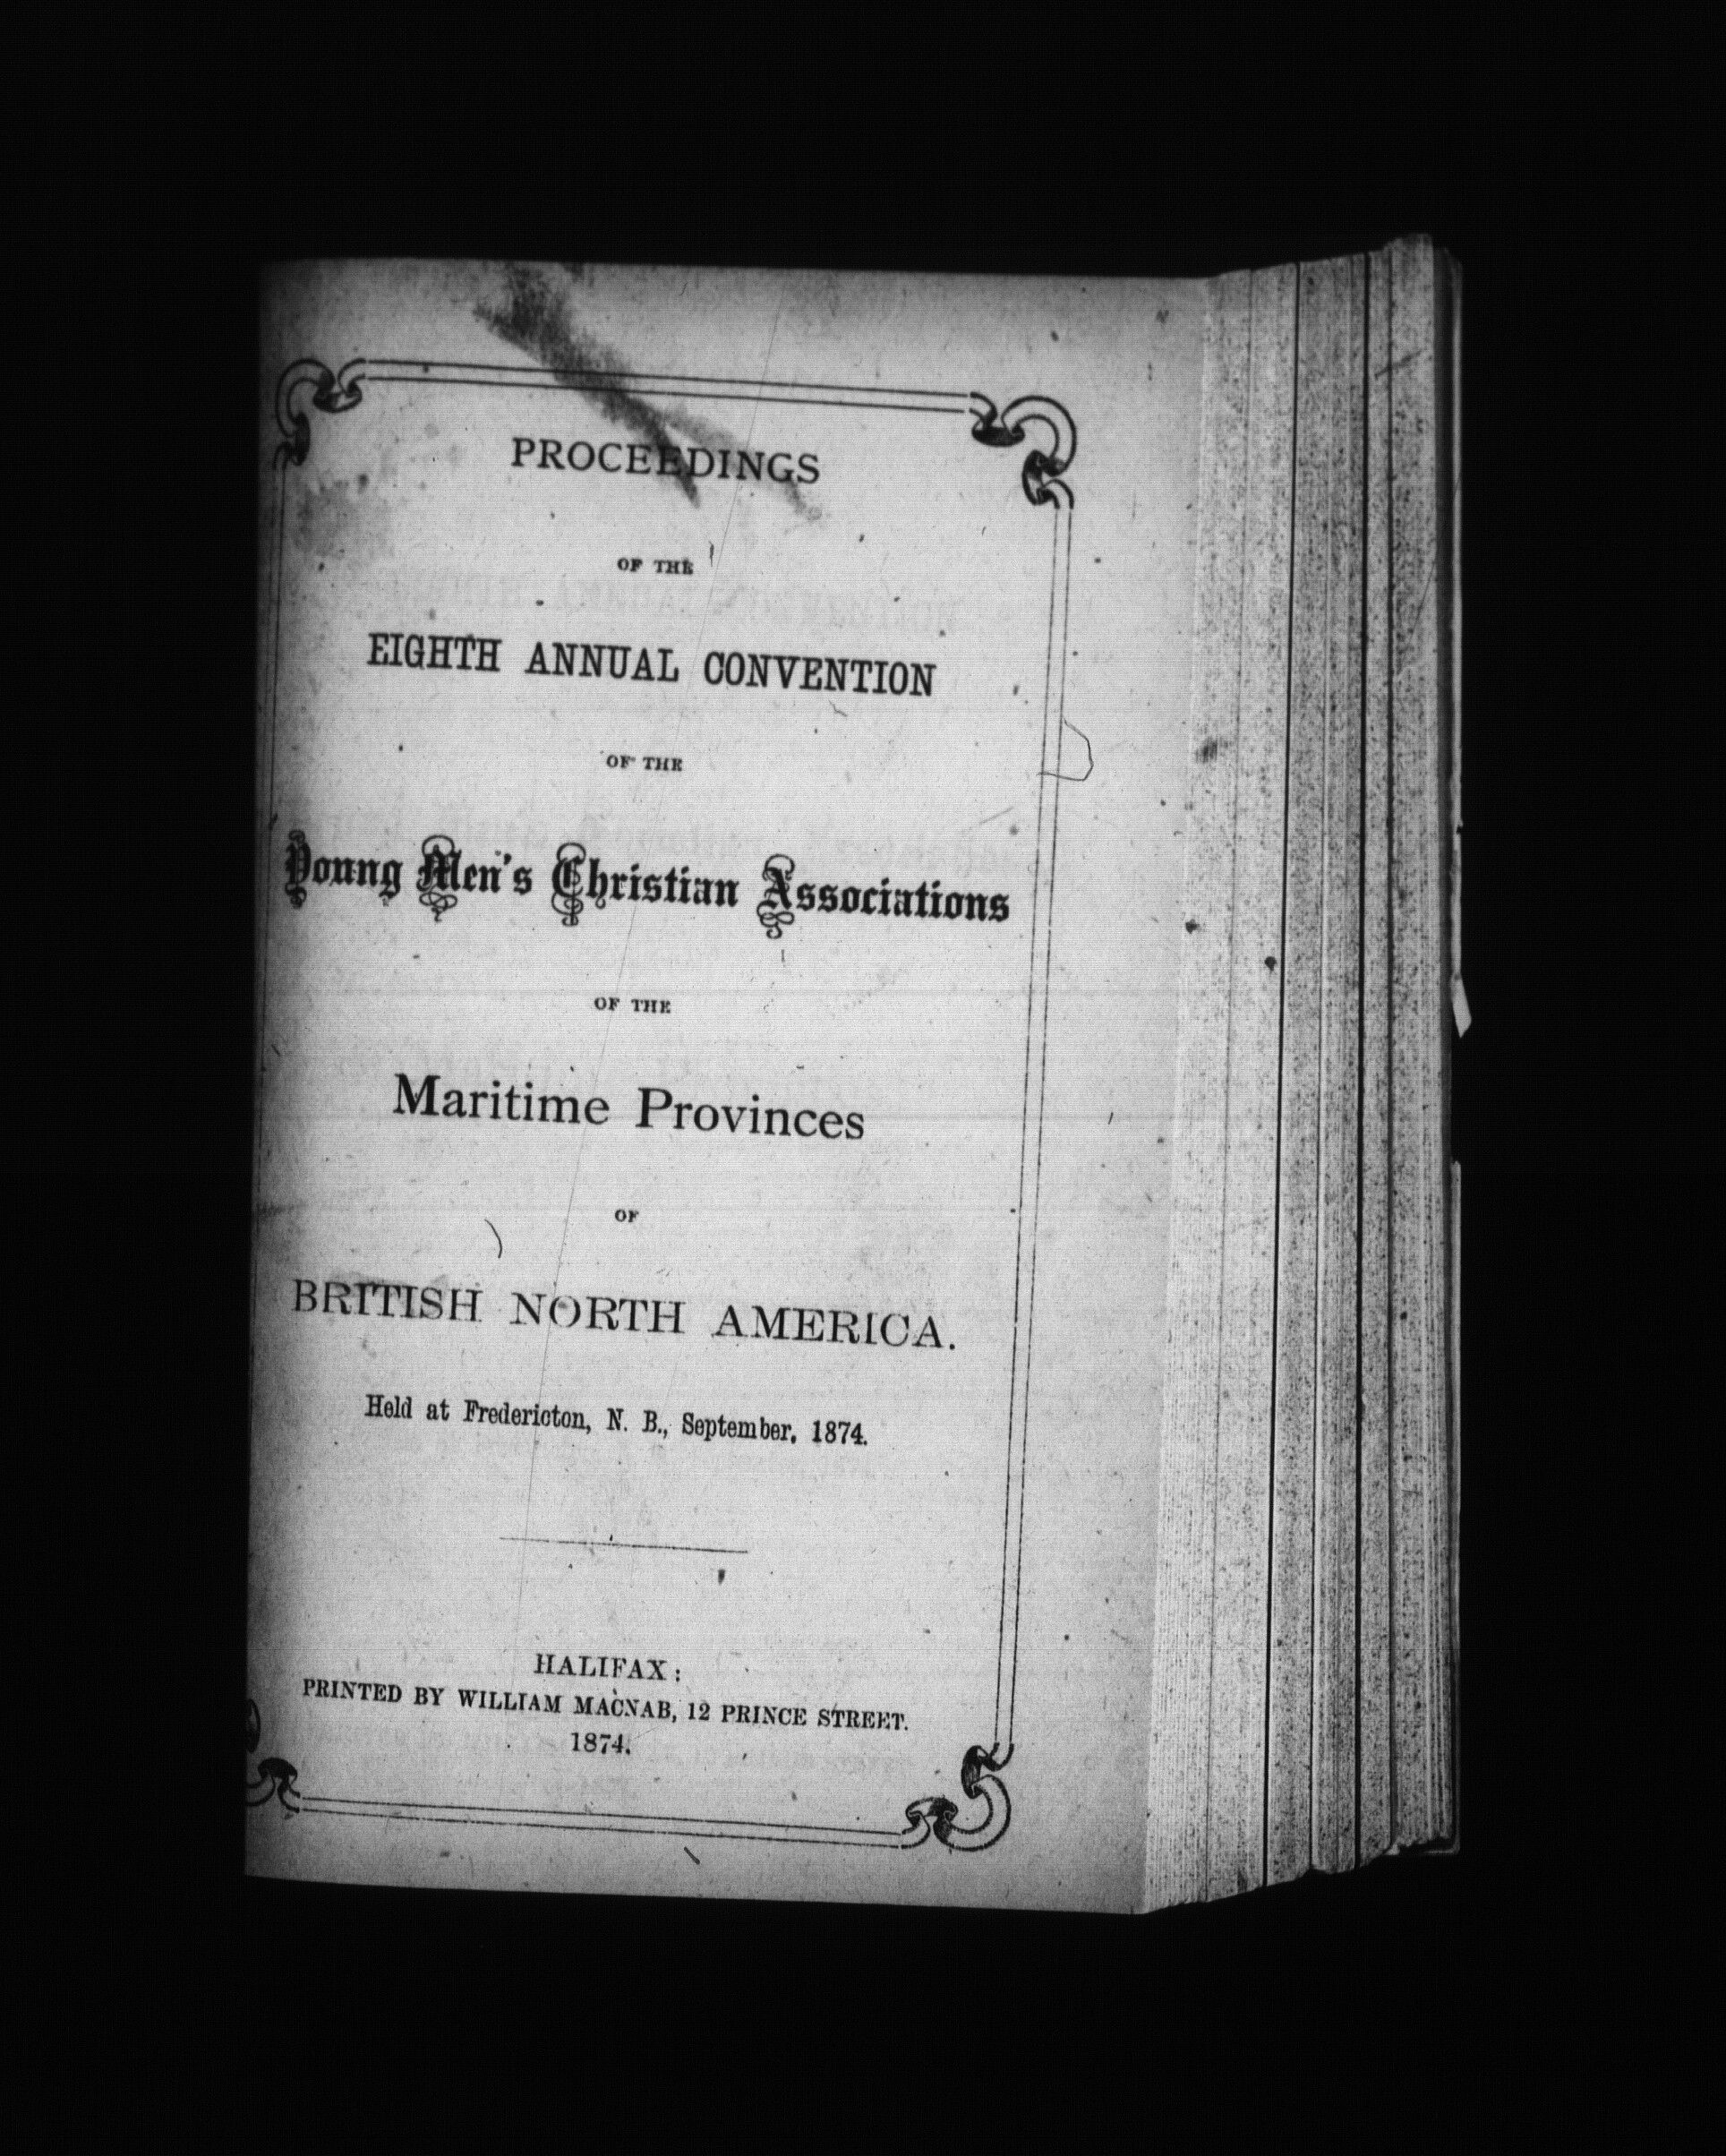 PROCEEDINGS
OF THE
EIGHTH ANNUAL CONVENTION
OF THE
Young Men's Christian Associations
OF THE
Maritime Provinces
OF
BRITISH NORTH AMERICA.
Held at Fredericton, N. B., September, 1874.
HALIFAX:
PRINTED BY WILLIAM MACNAB, 12 PRINCE STREET.
1874.